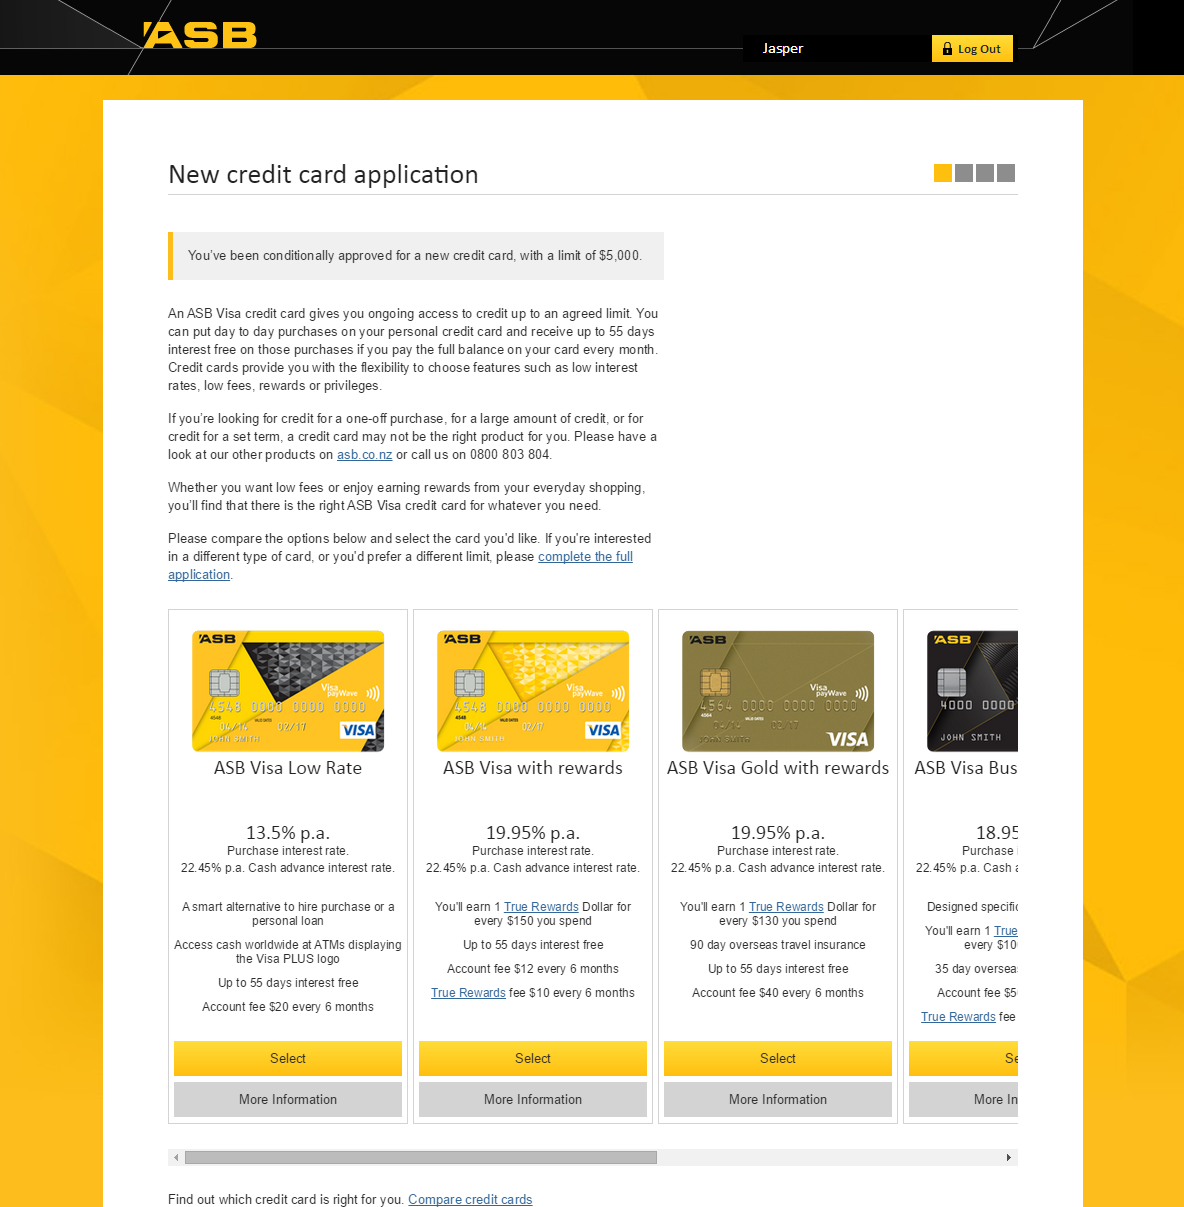 ASB
Jasper
Log Out
New credit card application
You've been conditionally approved for a new credit card, with a limit of $5,000.
An ASB Visa credit card gives you ongoing access to credit up to an agreed limit. You
can put day to day purchases on your personal credit card and receive up to 55 days
interest free on those purchases if you pay the full balance on your card every month.
Credit cards provide you with the flexibility to choose features such as low interest
rates, low fees, rewards or privileges.
If you're looking for credit for a one-off purchase, for a large amount of credit, or for
credit for a set term, a credit card may not be the right product for you. Please have a
look at our other products on asb.co.nz or call us on 0800 803 804.
Whether you want low fees or enjoy earning rewards from your everyday shopping,
you'll find that there is the right ASB Visa credit card for whatever you need.
Please compare the options below and select the card you'd like. If you're interested
in a different type of card, or you'd prefer a different limit, please complete the full
application.
ASB
Visa
payWave
4548 0000 0000 0000
4548
VALID DATES
04/14 02/17
JOHN SMITH
VISA
ASB Visa Low Rate
13.5% p.a.
Purchase interest rate.
22.45% p.a. Cash advance interest rate.
A smart alternative to hire purchase or a
personal loan
Access cash worldwide at ATMs displaying
the Visa PLUS logo
Up to 55 days interest free
Account fee $20 every 6 months
Select
More Information
ASB
Visa
payWave
4548 0000 0000 0000
4548
VALID DATES
04/14 02/17
JOHN SMITH
VISA
ASB Visa with rewards
19.95% p.a.
Purchase interest rate.
22.45% p.a. Cash advance interest rate.
You'll earn 1 True Rewards Dollar for
every $150 you spend
Up to 55 days interest free
Account fee $12 every 6 months
True Rewards fee $10 every 6 months
Select
More Information
ASB
Visa
payWave
4564 0000 0000 0000
4564
VALID DATES
04/14 02/17
JOHN SMITH
VISA
ASB Visa Gold with rewards
19.95% p.a.
Purchase interest rate.
22.45% p.a. Cash advance interest rate.
You'll earn 1 True Rewards Dollar for
every $130 you spend
90 day overseas travel insurance
Up to 55 days interest free
Account fee $40 every 6 months
Select
More Information
ASB
4000 000
JOHN SMITH
ASB Visa Bus
18.95
Purchase
22.45% p.a. Cash a
Designed specific
You'll earn 1 True
every $10
35 day oversea
Account fee $5
True Rewards fee
Se
More In
Find out which credit card is right for you. Compare credit cards